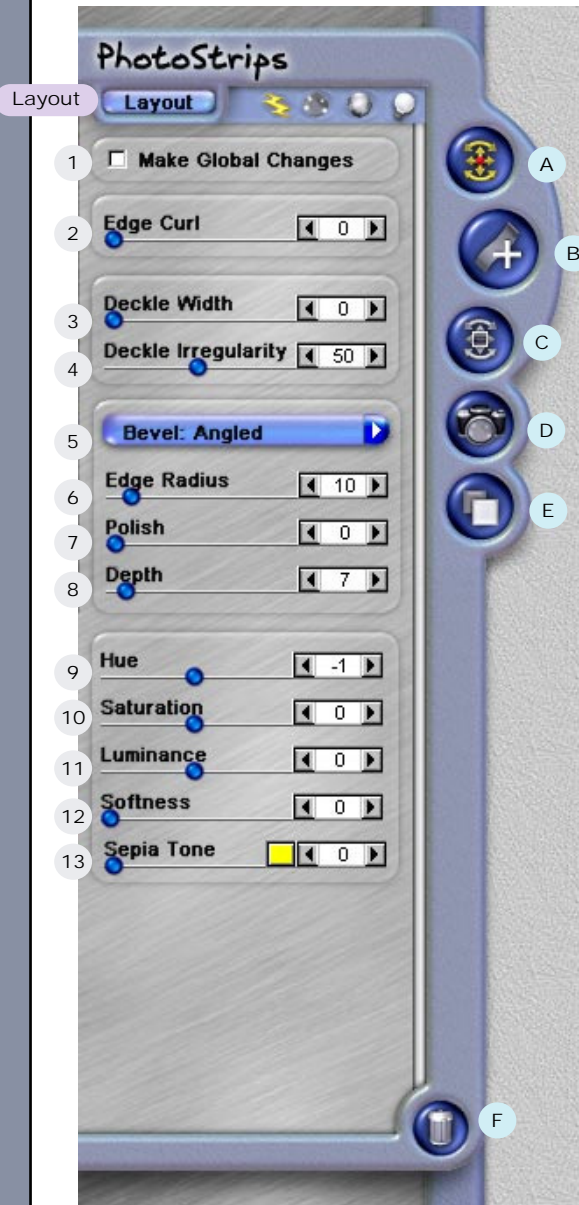 PhotoStrips
Layout Layout
1 Make Global Changes A
2 Edge Curl 0 B
3 Deckle Width 0 C
4 Deckle Irregularity 50
5 Bevel: Angled D
6 Edge Radius 10 E
7 Polish 0
8 Depth 7
9 Hue -1
10 Saturation 0
11 Luminance 0
12 Softness 0
13 Sepia Tone 0
F